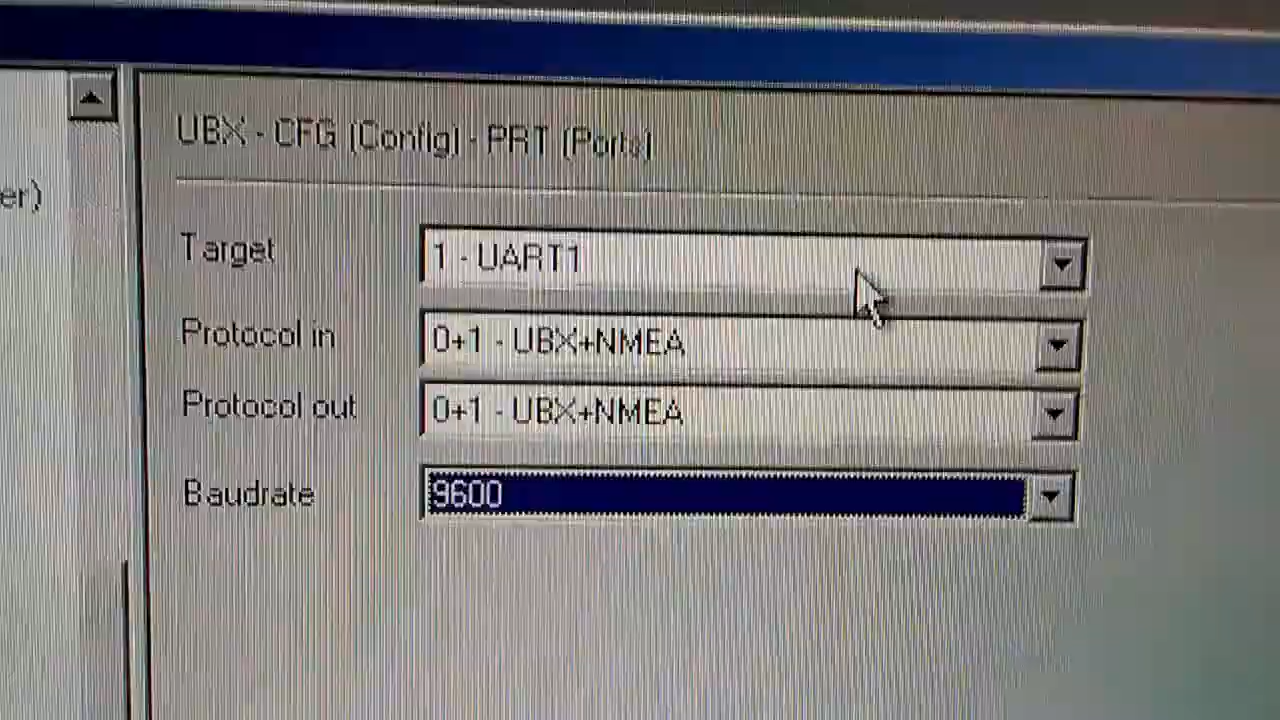 UBX - CFG (Config) - PRT (Ports)
er)
Target 1 - UART1
Protocol in 0+1 - UBX+NMEA
Protocol out 0+1 - UBX+NMEA
Baudrate 9600